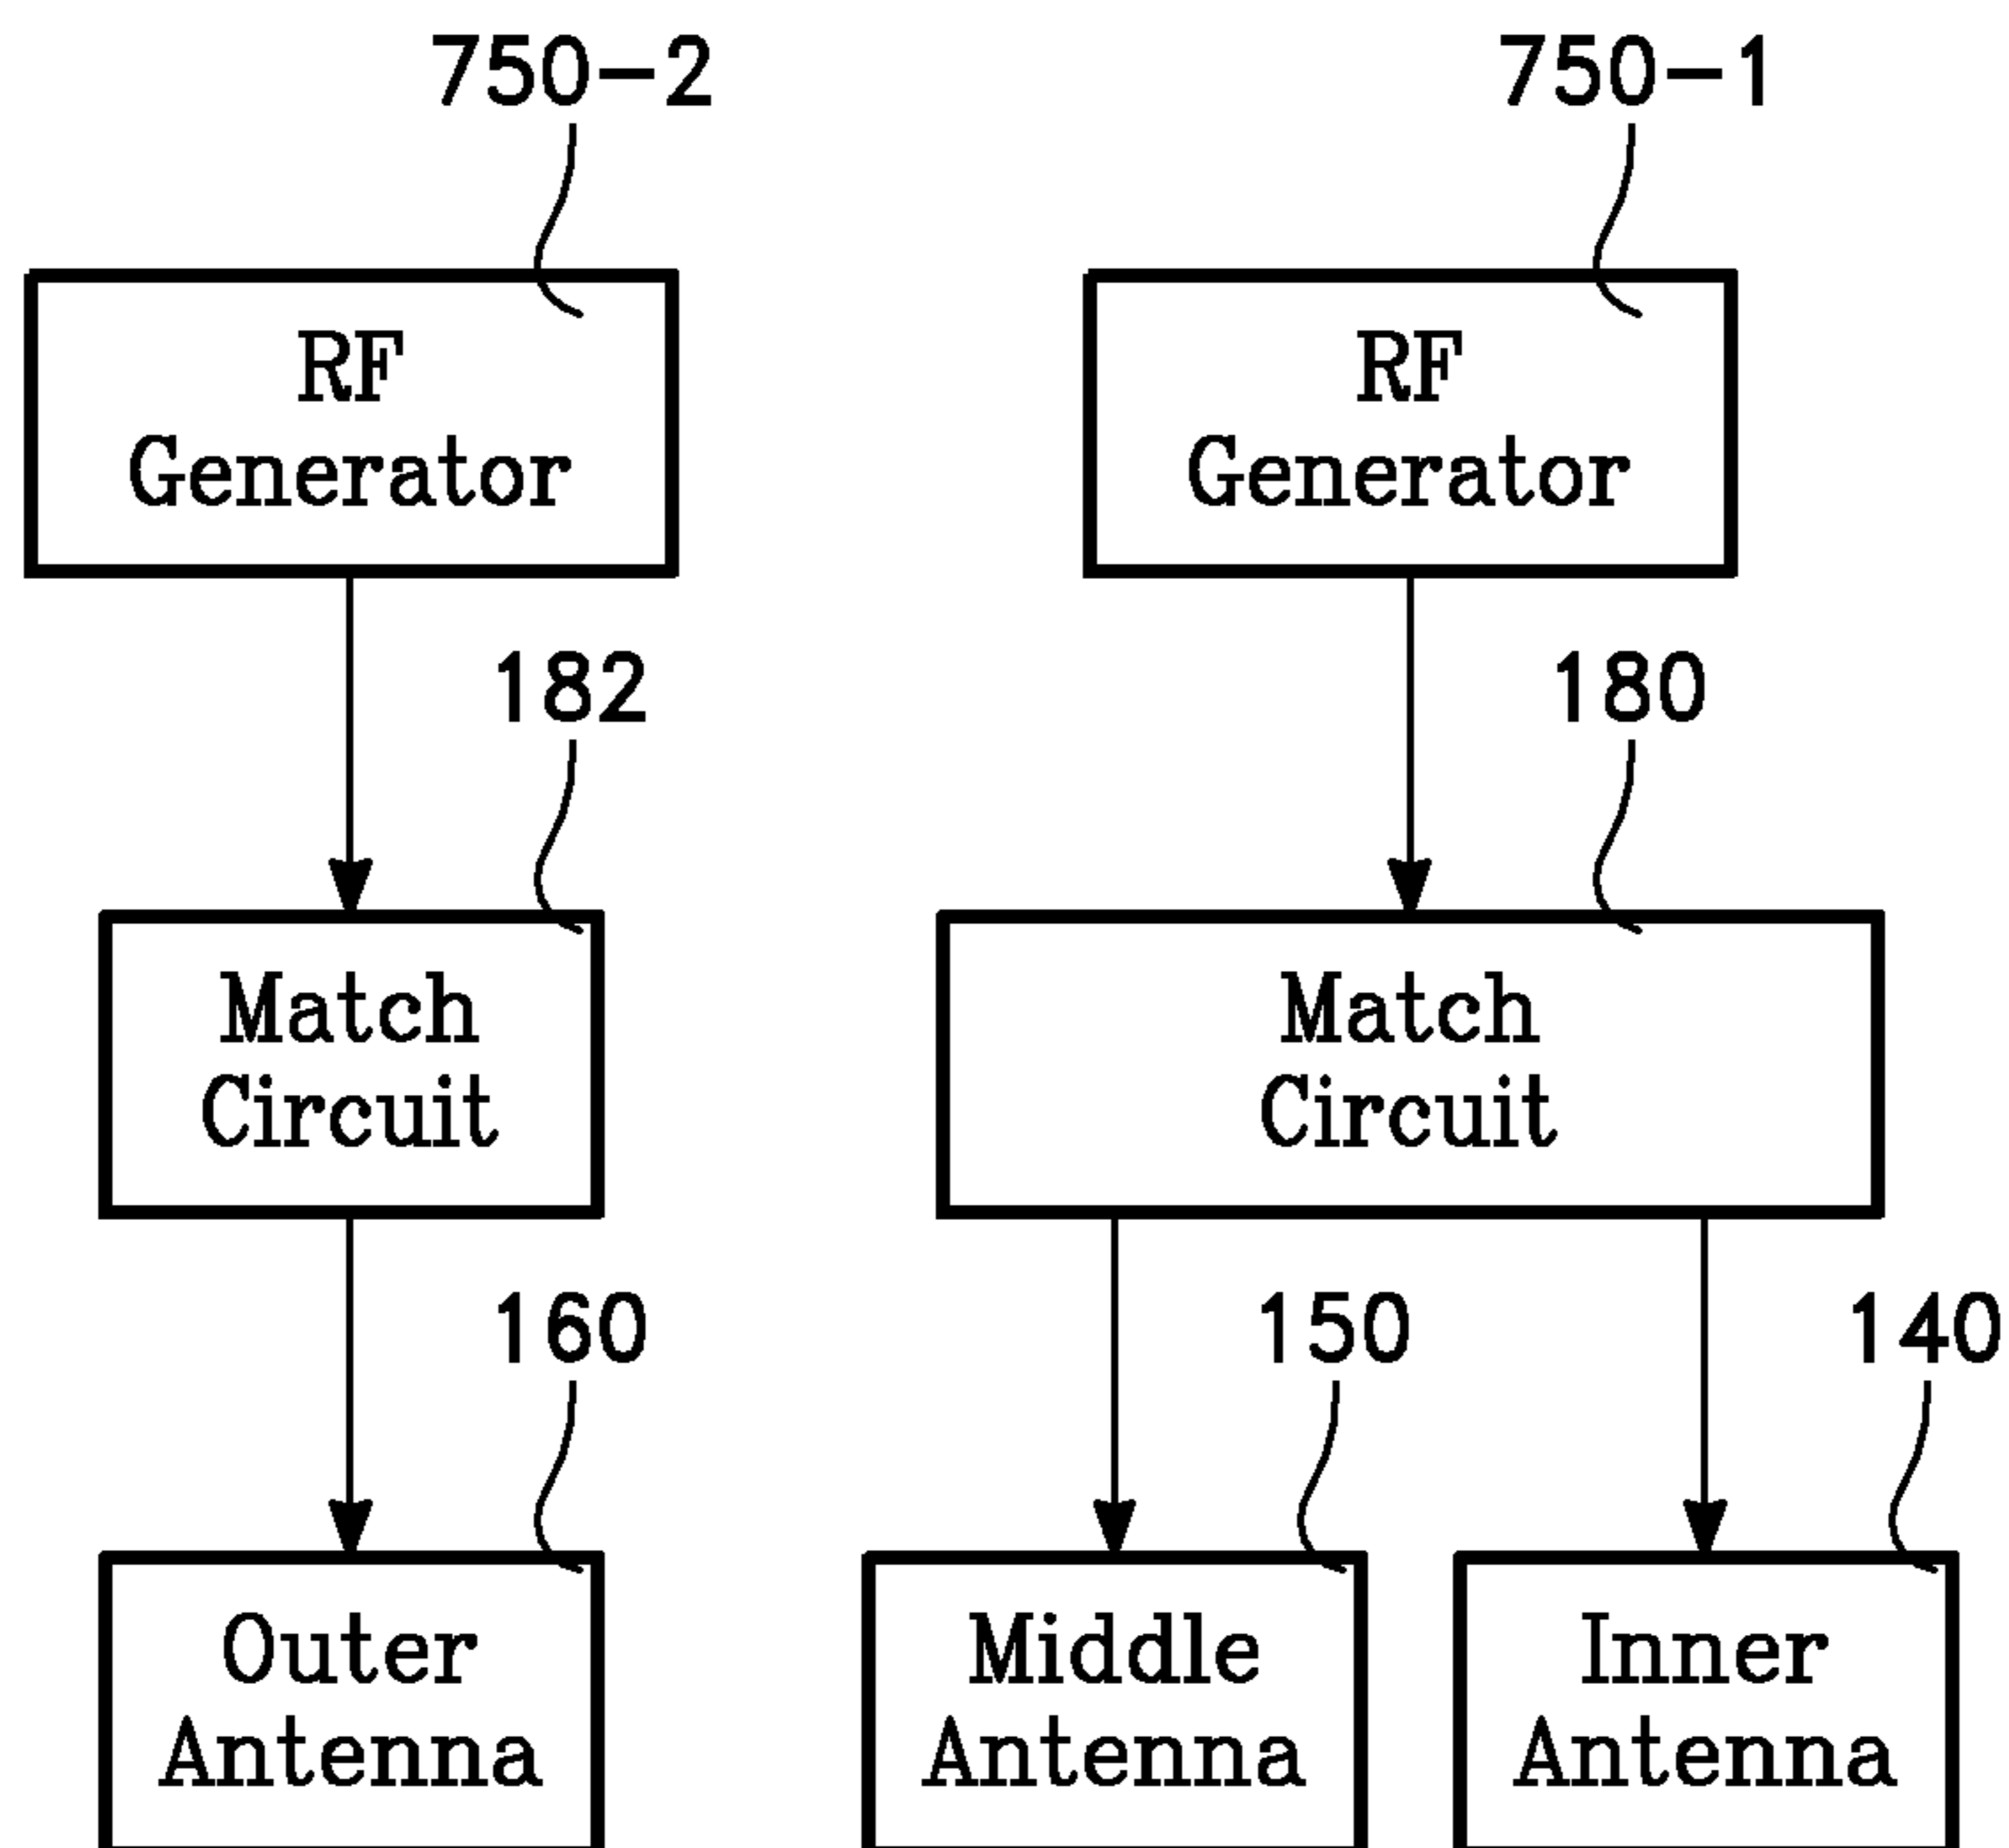 750-2
750-1
RF
Generator
RF
Generator
182
180
Match
Circuit
Match
Circuit
160
150
140
Outer
Antenna
Middle
Antenna
Inner
Antenna